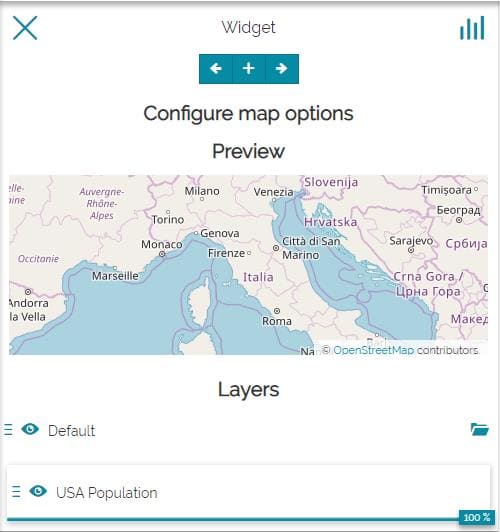 Widget
Configure map options
Preview
Slovenija
Auvergne-
Rhône-
Alpes
Milano
Venezia
Timișoara
Torino
Hrvatska
Београд
Genova
Monaco
Firenze
Città di San
Marino
Sarajevo
Србија
Occitanie
Marseille
Italia
Crna Gora /
Црна Гора
Andorra
la Vella
Roma
Македо
Na
© OpenStreetMap contributors.
Layers
Default
USA Population
100 %